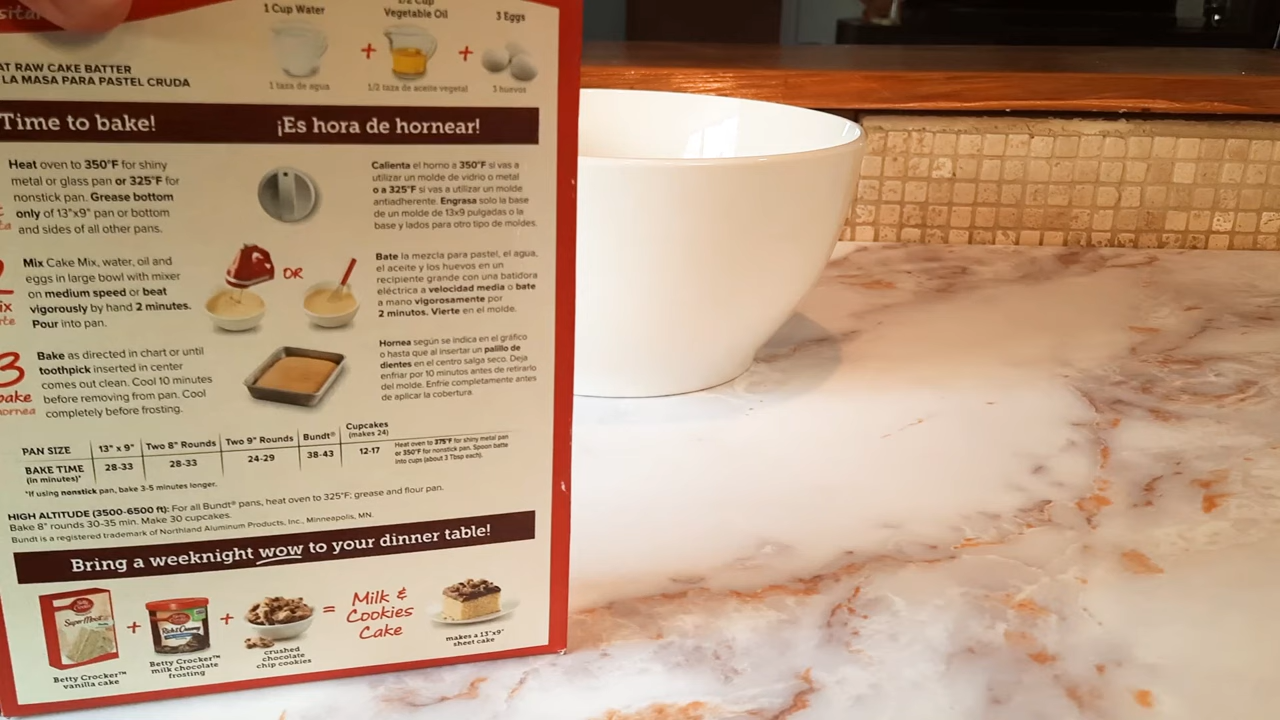 1 Cup Water
1/2 Cup
Vegetable Oil
3 Eggs
+
+
1 taza de agua
1/2 taza de aceite vegetal
3 huevos
AT RAW CAKE BATTER
LA MASA PARA PASTEL CRUDA
Time to bake!
¡Es hora de hornear!
Heat oven to 350°F for shiny
metal or glass pan or 325°F for
nonstick pan. Grease bottom
only of 13"x9" pan or bottom
and sides of all other pans.
Calienta el horno a 350°F si vas a
utilizar un molde de vidrio o metal
o a 325°F si vas a utilizar un molde
antiadherente. Engrasa solo la base
de un molde de 13x9 pulgadas o la
base y lados para otro tipo de moldes.
2
Mix Cake Mix, water, oil and
eggs in large bowl with mixer
on medium speed or beat
vigorously by hand 2 minutes.
Pour into pan.
OR
Bate la mezcla para pastel, el agua,
el aceite y los huevos en un
recipiente grande con una batidora
eléctrica a velocidad media o bate
a mano vigorosamente por
2 minutos. Vierte en el molde.
3
bake
Bake as directed in chart or until
toothpick inserted in center
comes out clean. Cool 10 minutes
before removing from pan. Cool
completely before frosting.
Hornea según se indica en el gráfico
o hasta que al insertar un palillo de
dientes en el centro salga seco. Deja
enfriar por 10 minutos antes de retirarlo
del molde. Enfríe completamente antes
de aplicar la cobertura.
PAN SIZE 13" x 9" Two 8" Rounds Two 9" Rounds Bundt® Cupcakes
(makes 24)
BAKE TIME 28-33 28-33 24-29 38-43 12-17
(in minutes)*
Heat oven to 375°F for shiny metal pan
or 350°F for nonstick pan. Spoon batter
into cups (about 3 Tbsp each).
*If using nonstick pan, bake 3-5 minutes longer.
HIGH ALTITUDE (3500-6500 ft): For all Bundt® pans, heat oven to 325°F; grease and flour pan.
Bake 8" rounds 30-35 min. Make 30 cupcakes.
Bundt is a registered trademark of Northland Aluminum Products, Inc., Minneapolis, MN.
Bring a weeknight wow to your dinner table!
Betty Crocker
SuperMoist
+
+
=
Milk &
Cookies
Cake
Betty Crocker™
vanilla cake
Betty Crocker™
milk chocolate
frosting
crushed
chocolate
chip cookies
makes a 13"x9"
sheet cake